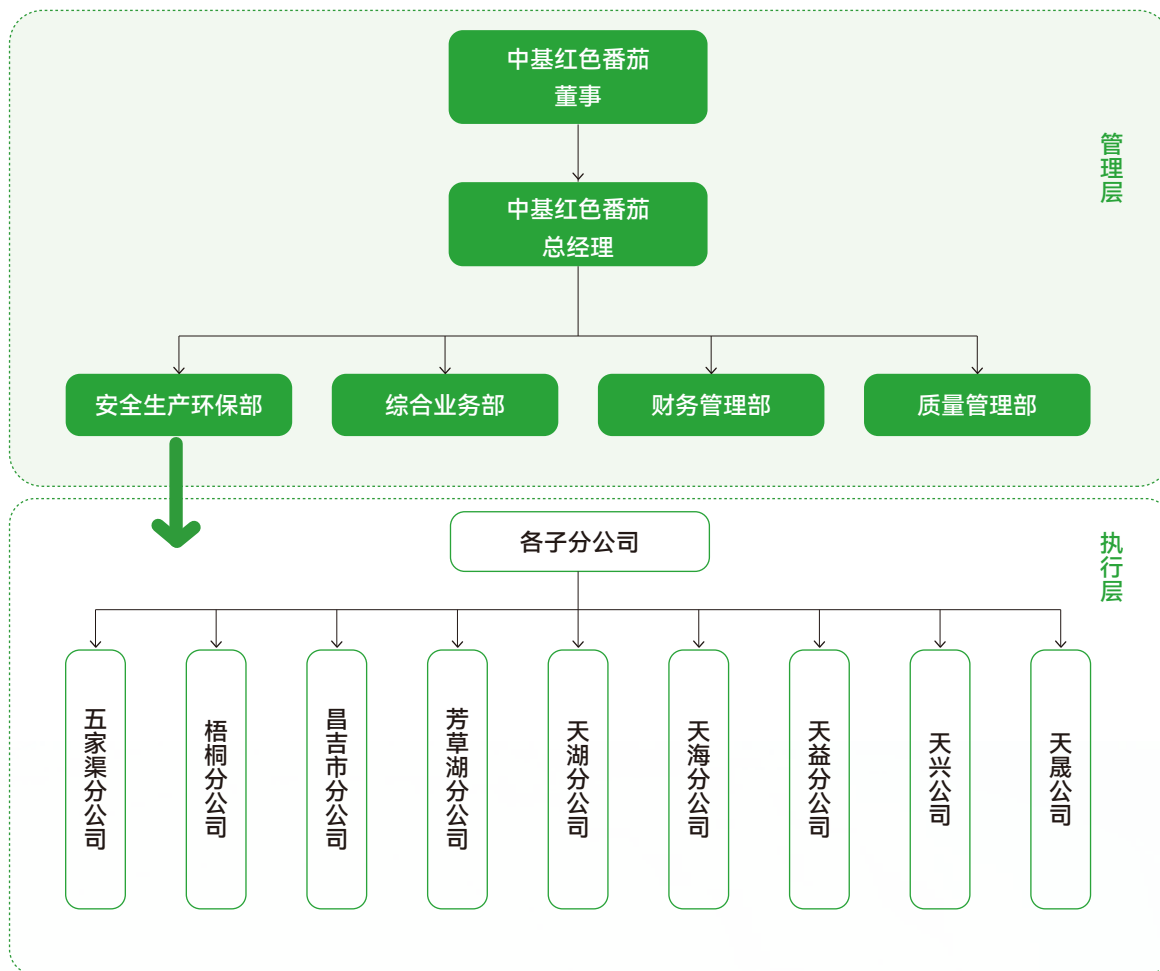 中基红色番茄
董事
管理层
中基红色番茄
总经理
安全生产环保部
综合业务部
财务管理部
质量管理部
各子分公司
执行层
五家渠分公司
梧桐分公司
昌吉市分公司
芳草湖分公司
天湖分公司
天海分公司
天益分公司
天兴公司
天晟公司